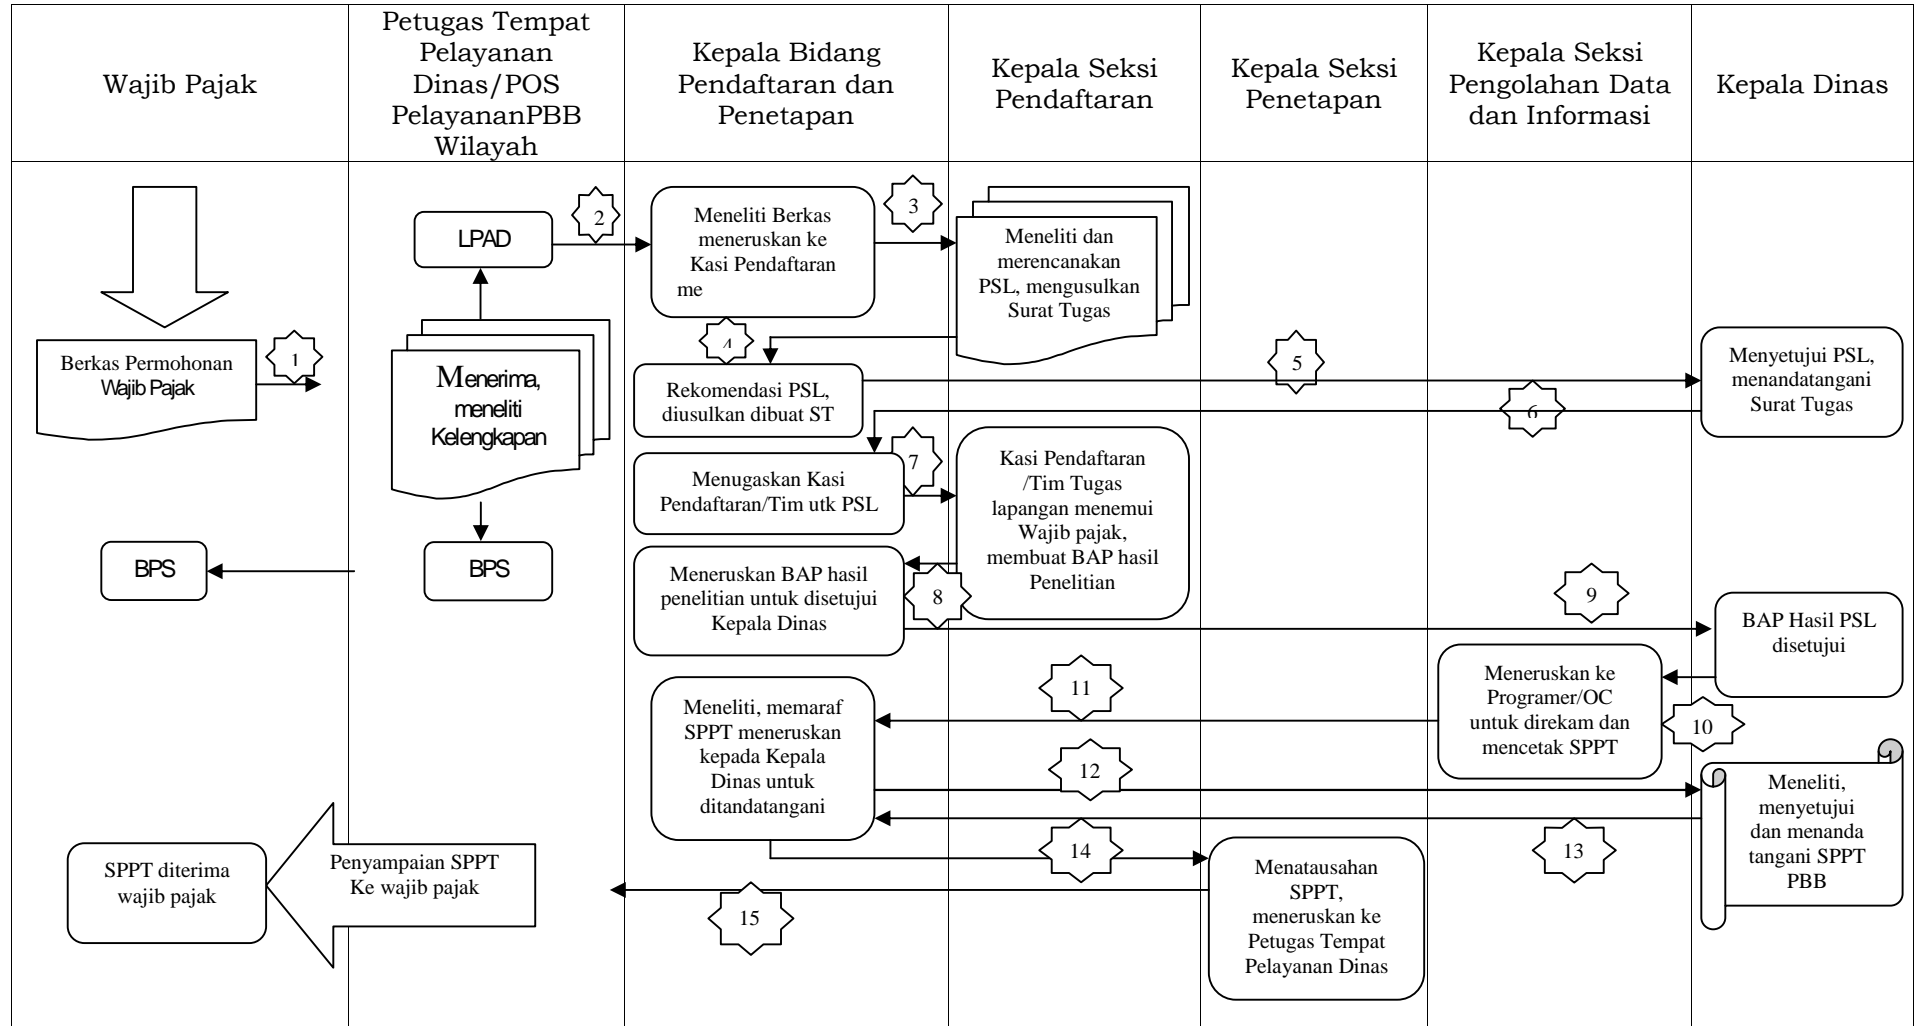 Wajib Pajak
Petugas Tempat
Pelayanan
Dinas/POS
PelayananPBB
Wilayah
Kepala Bidang
Pendaftaran dan
Penetapan
Kepala Seksi
Pendaftaran
Kepala Seksi
Penetapan
Kepala Seksi
Pengolahan Data
dan Informasi
Kepala Dinas
Berkas Permohonan
Wajib Pajak
1
LPAD
2
Menerima,
meneliti
Kelengkapan
BPS
BPS
Meneliti Berkas
meneruskan ke
Kasi Pendaftaran
me
3
Meneliti dan
merencanakan
PSL, mengusulkan
Surat Tugas
4
Rekomendasi PSL,
diusulkan dibuat ST
5
Menyetujui PSL,
menandatangani
Surat Tugas
6
Menugaskan Kasi
Pendaftaran/Tim utk PSL
7
Kasi Pendaftaran
/Tim Tugas
lapangan menemui
Wajib pajak,
membuat BAP hasil
Penelitian
8
Meneruskan BAP hasil
penelitian untuk disetujui
Kepala Dinas
9
BAP Hasil PSL
disetujui
10
Meneruskan ke
Programer/OC
untuk direkam dan
mencetak SPPT
11
Meneliti, memaraf
SPPT meneruskan
kepada Kepala
Dinas untuk
ditandatangani
12
Meneliti,
menyetujui
dan menanda
tangani SPPT
PBB
13
14
Menatausahan
SPPT,
meneruskan ke
Petugas Tempat
Pelayanan Dinas
15
Penyampaian SPPT
Ke wajib pajak
SPPT diterima
wajib pajak